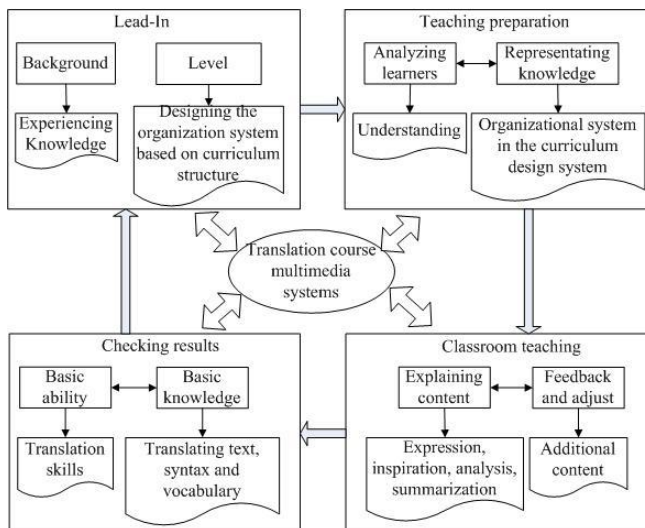 Lead-In
Background
Level
Experiencing
Knowledge
Designing the
organization system
based on curriculum
structure
Teaching preparation
Analyzing
learners
Representating
knowledge
Understanding
Organizational system
in the curriculum
design system
Translation course
multimedia
systems
Checking results
Basic
ability
Basic
knowledge
Translation
skills
Translating text,
syntax and
vocabulary
Classroom teaching
Explaining
content
Feedback
and adjust
Expression,
inspiration, analysis,
summarization
Additional
content